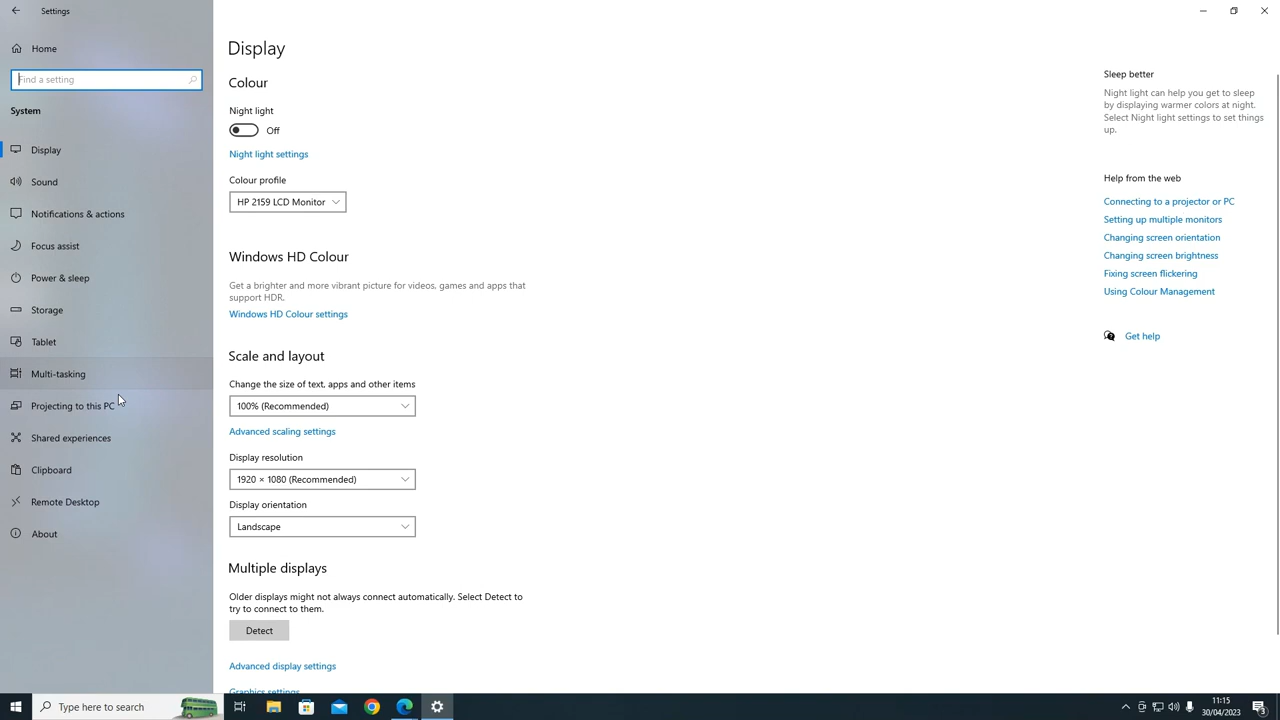 Settings
Home
Find a setting
System
Display
Sound
Notifications & actions
Focus assist
Power & sleep
Storage
Tablet
Multi-tasking
Projecting to this PC
Shared experiences
Clipboard
Remote Desktop
About
Display
Colour
Night light
Off
Night light settings
Colour profile
HP 2159 LCD Monitor
Windows HD Colour
Get a brighter and more vibrant picture for videos, games and apps that
support HDR.
Windows HD Colour settings
Scale and layout
Change the size of text, apps and other items
100% (Recommended)
Advanced scaling settings
Display resolution
1920 × 1080 (Recommended)
Display orientation
Landscape
Multiple displays
Older displays might not always connect automatically. Select Detect to
try to connect to them.
Detect
Advanced display settings
Graphics settings
Sleep better
Night light can help you get to sleep
by displaying warmer colors at night.
Select Night light settings to set things
up.
Help from the web
Connecting to a projector or PC
Setting up multiple monitors
Changing screen orientation
Changing screen brightness
Fixing screen flickering
Using Colour Management
Get help
Type here to search
11:15
30/04/2023
3